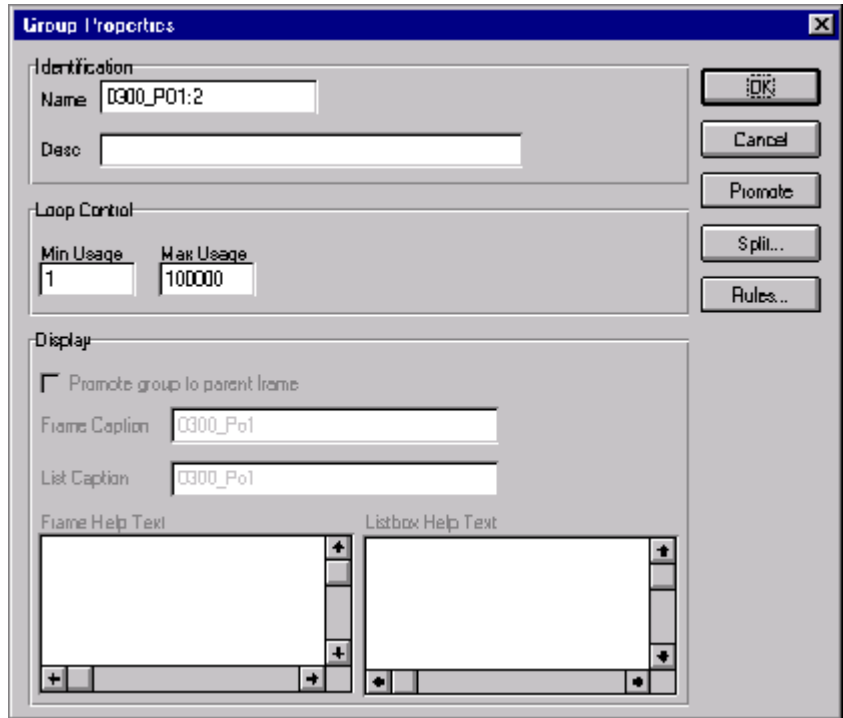 Group Properties
Identification
Name 0300_PO1:2
Desc
Loop Control
Min Usage Max Usage
1 100000
Display
Promote group to parent frame
Frame Caption 0300_Po1
List Caption 0300_Po1
Frame Help Text Listbox Help Text
OK
Cancel
Promote
Split...
Rules...